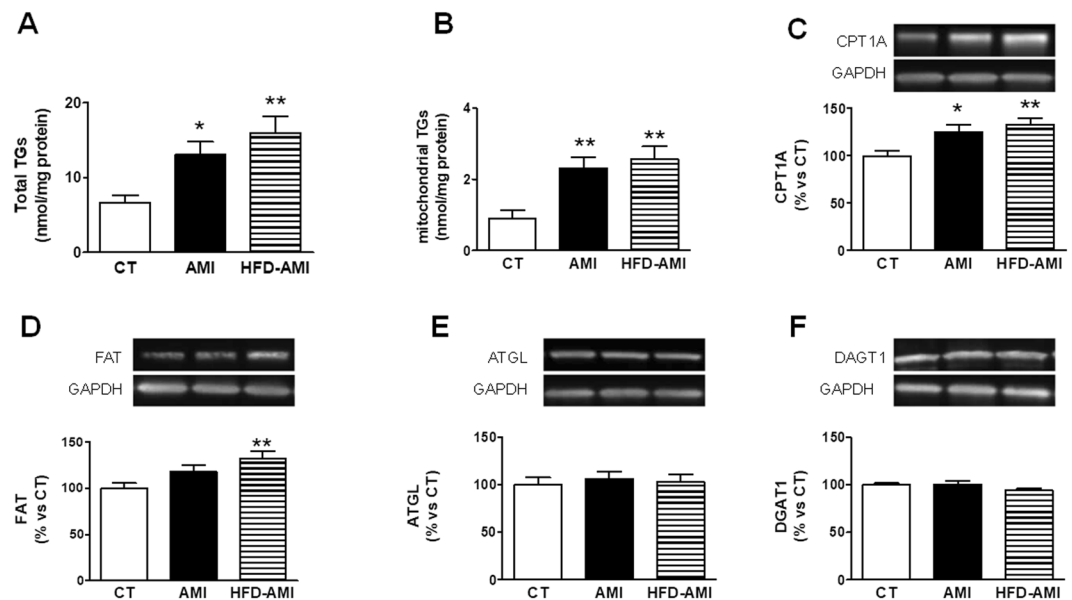 A
Total TGs
(nmol/mg protein)
20
10
0
*
**
CT AMI HFD-AMI
B
mitochondrial TGs
(nmol/mg protein)
4
2
0
**
**
CT AMI HFD-AMI
C
CPT1A
GAPDH
CPT1A
(% vs CT)
150
100
50
0
*
**
CT AMI HFD-AMI
D
FAT
GAPDH
FAT
(% vs CT)
150
100
50
0
**
CT AMI HFD-AMI
E
ATGL
GAPDH
ATGL
(% vs CT)
150
100
50
0
CT AMI HFD-AMI
F
DAGT1
GAPDH
DGAT1
(% vs CT)
150
100
50
0
CT AMI HFD-AMI